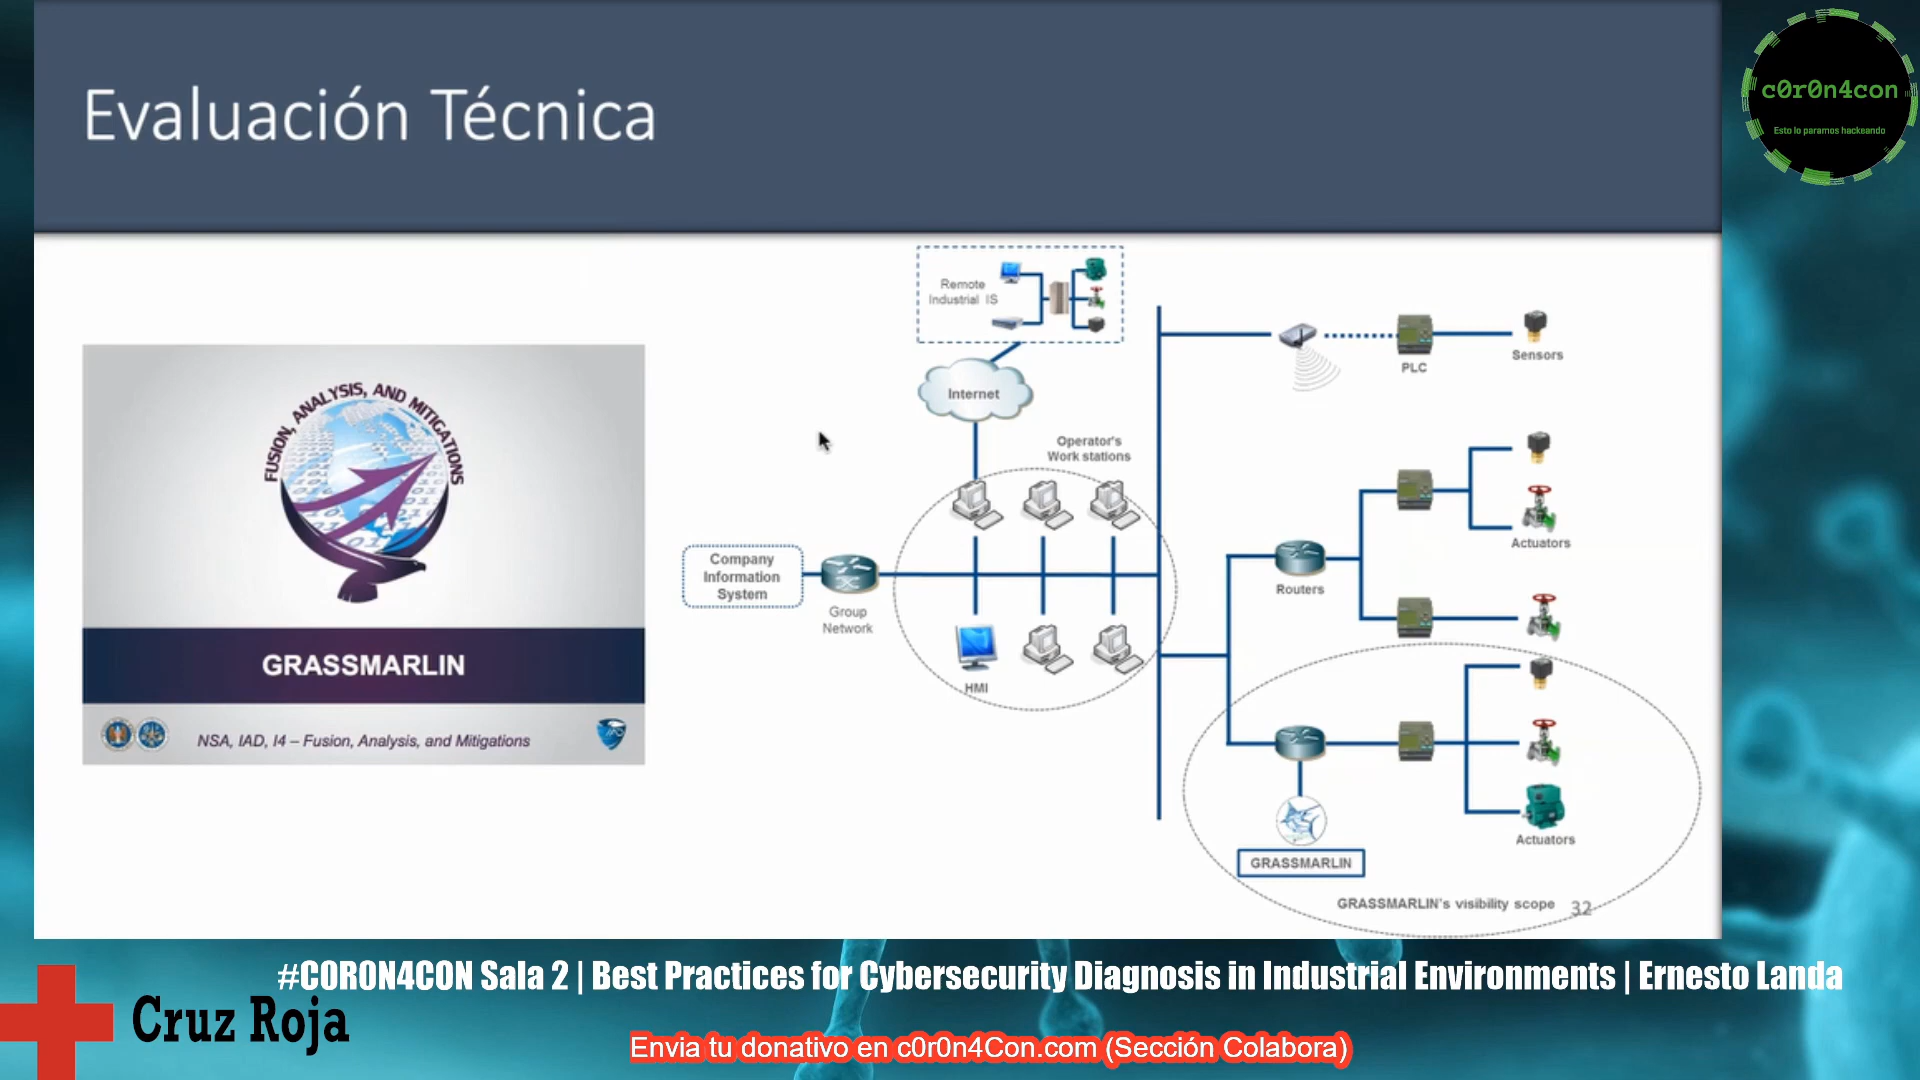 Evaluación Técnica
c0r0n4con
Esto lo paramos hackeando
FUSION, ANALYSIS, AND MITIGATIONS
GRASSMARLIN
NSA, IAD, I4 – Fusion, Analysis, and Mitigations
Remote
Industrial IS
Internet
Operator's
Work stations
Company
Information
System
Group
Network
HMI
PLC
Sensors
Actuators
Routers
Actuators
GRASSMARLIN
GRASSMARLIN's visibility scope
32
#C0R0N4CON Sala 2 | Best Practices for Cybersecurity Diagnosis in Industrial Environments | Ernesto Landa
Cruz Roja
Envia tu donativo en c0r0n4Con.com (Sección Colabora)